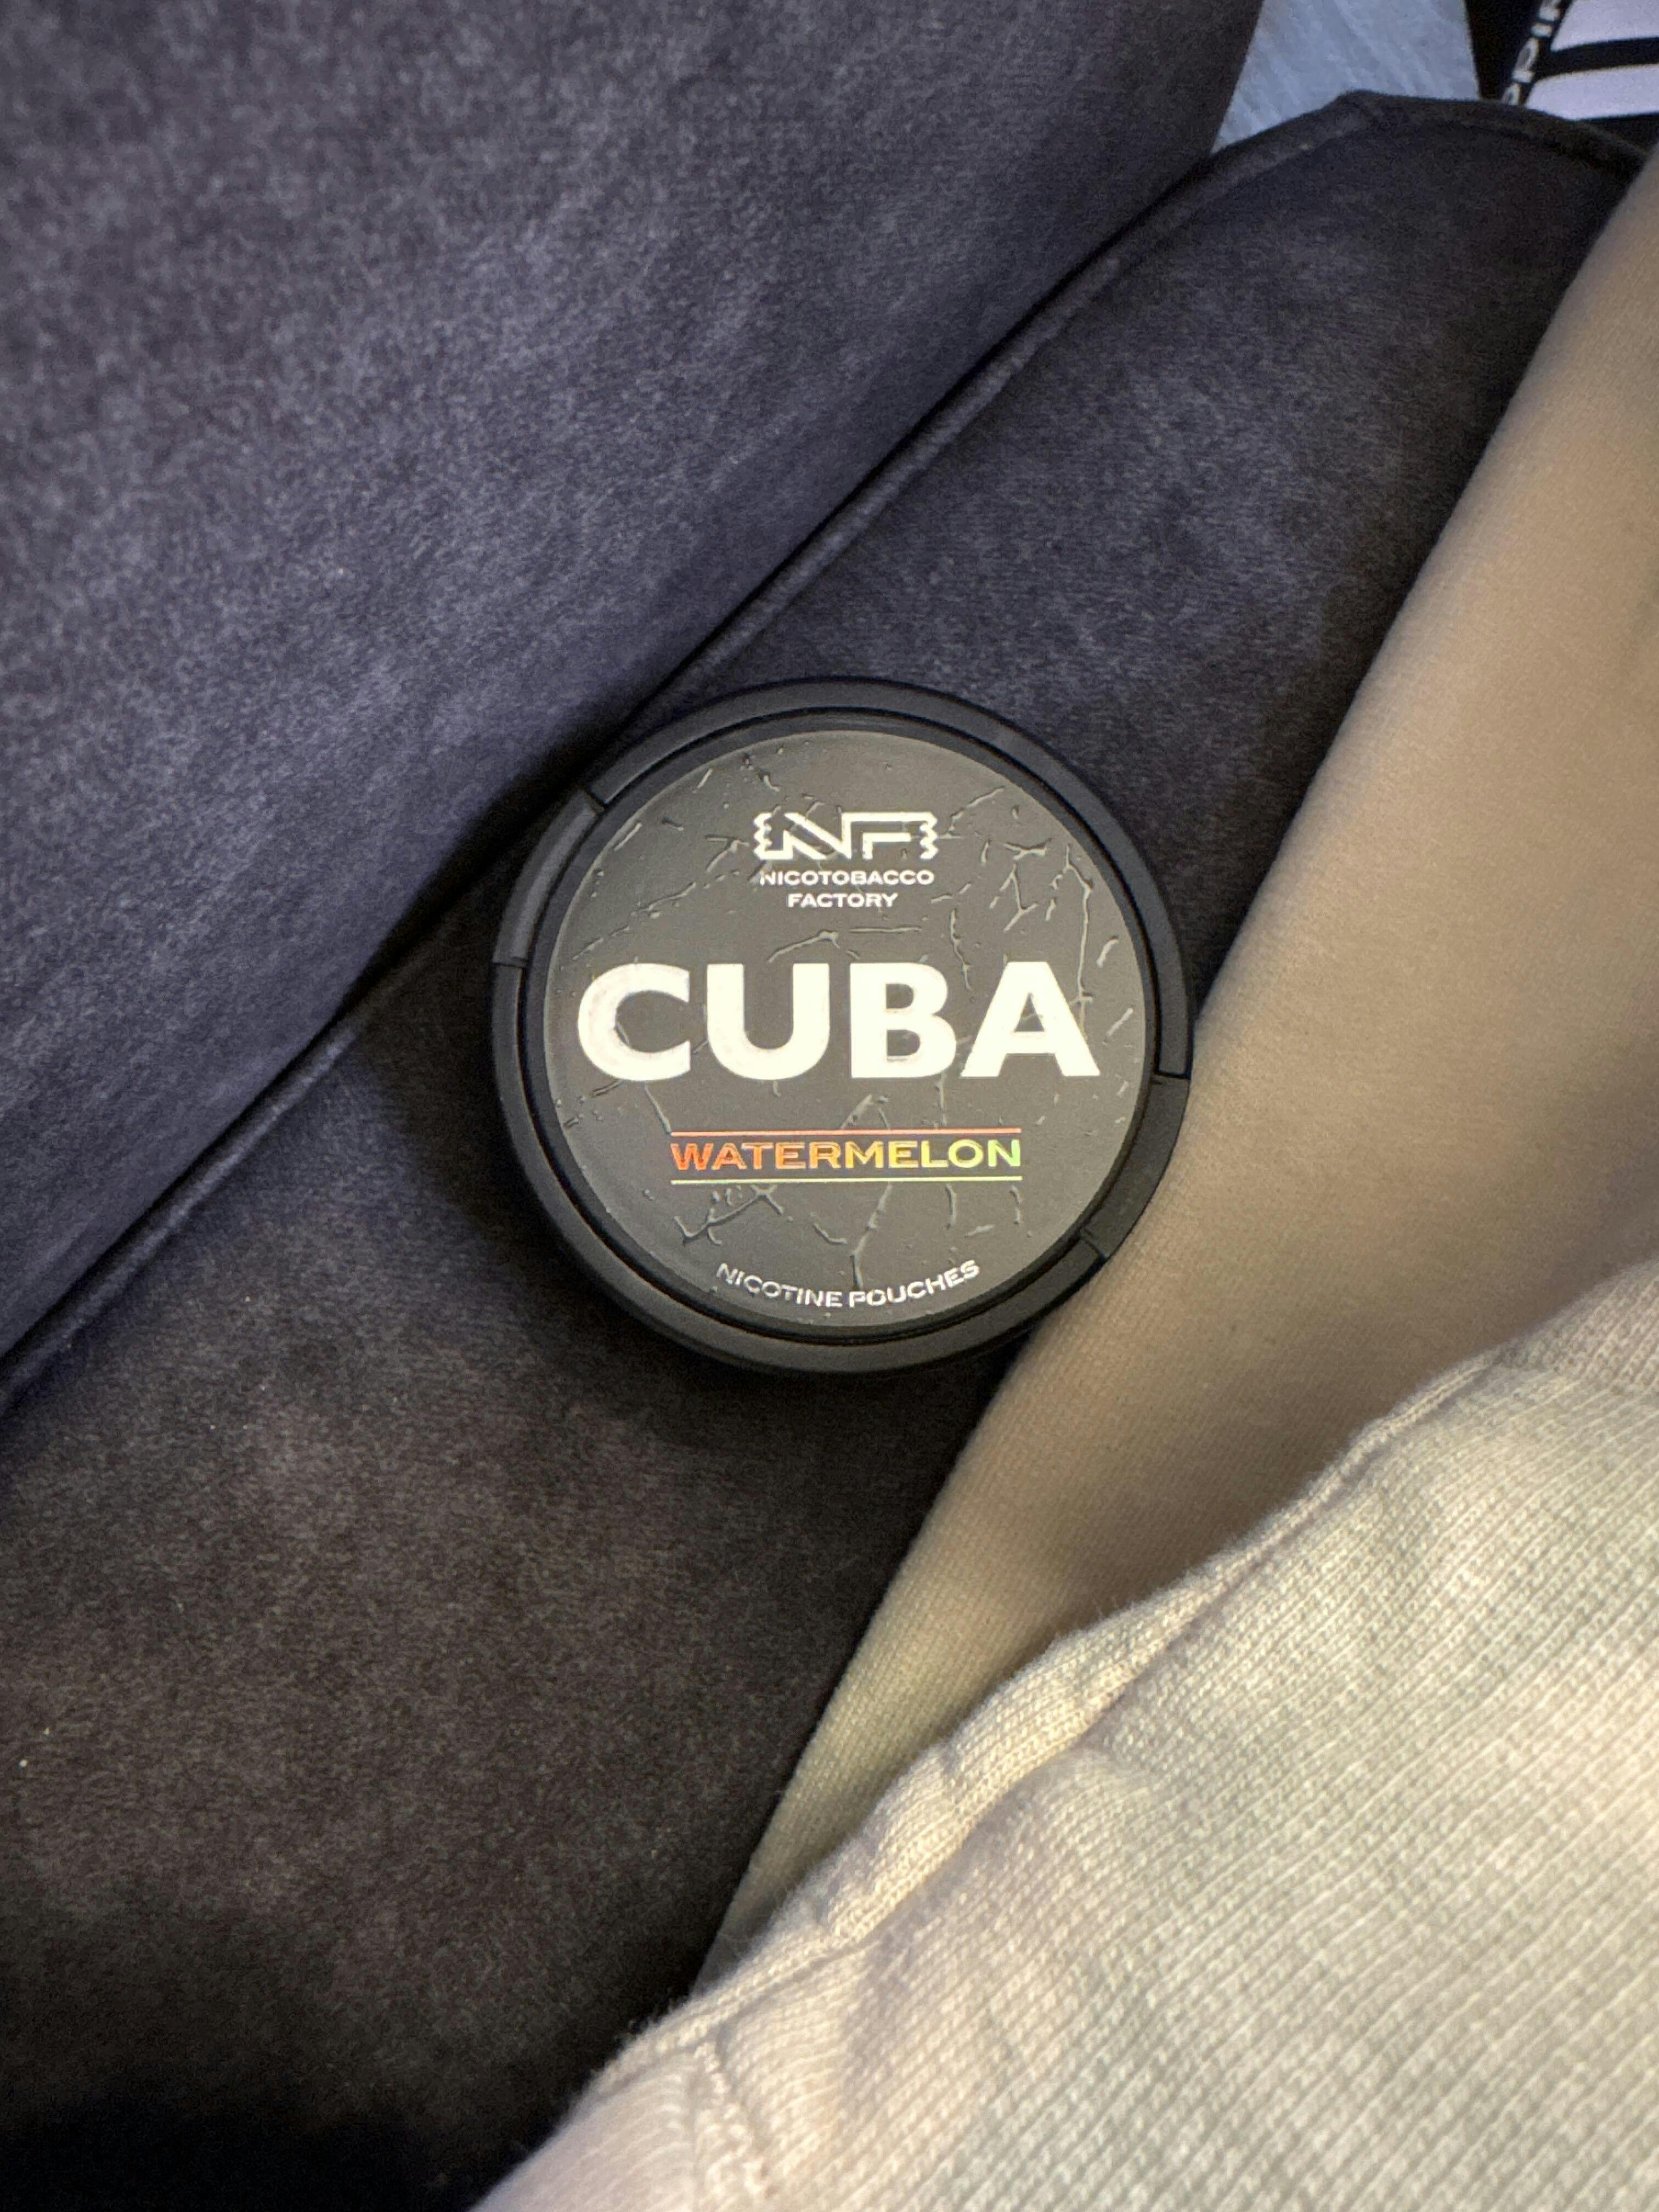 NF
NICOTOBACCO
FACTORY
CUBA
WATERMELON
NICOTINE POUCHES